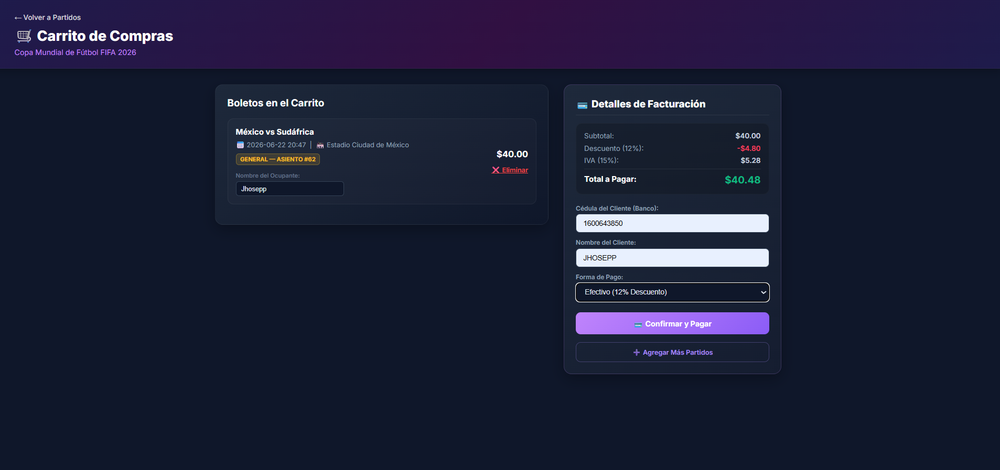 ← Volver a Partidos
Carrito de Compras
Copa Mundial de Fútbol FIFA 2026
Boletos en el Carrito
México vs Sudáfrica
2026-06-22 20:47 | Estadio Ciudad de México
GENERAL — ASIENTO #62
Nombre del Ocupante:
Jhosepp
$40.00
❌ Eliminar
Detalles de Facturación
Subtotal: $40.00
Descuento (12%): -$4.80
IVA (15%): $5.28
Total a Pagar: $40.48
Cédula del Cliente (Banco):
1600643850
Nombre del Cliente:
JHOSEPP
Forma de Pago:
Efectivo (12% Descuento)
Confirmar y Pagar
➕ Agregar Más Partidos